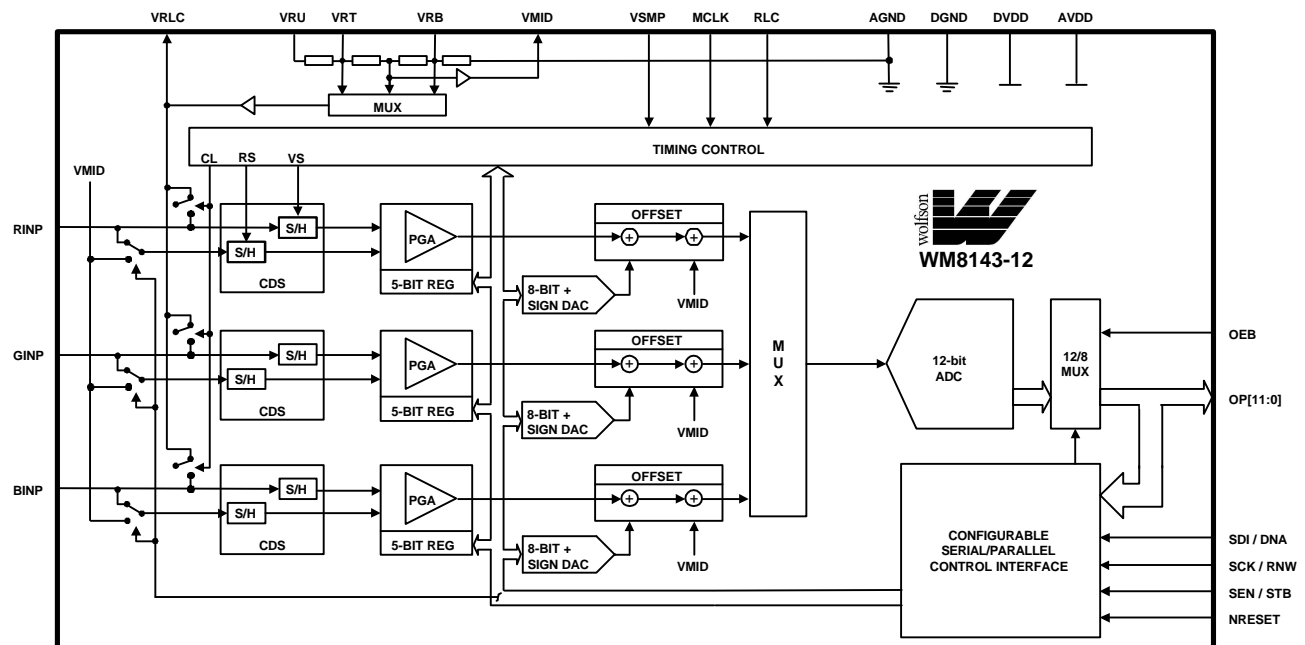 VRLC VRU VRT VRB VMID VSMP MCLK RLC AGND DGND DVDD AVDD
MUX
TIMING CONTROL
CL RS VS
VMID
wolfson
WM8143-12
RINP
S/H
S/H
CDS
PGA
5-BIT REG
OFFSET
+ +
8-BIT +
SIGN DAC
VMID
GINP
S/H
S/H
CDS
PGA
5-BIT REG
OFFSET
+ +
8-BIT +
SIGN DAC
VMID
BINP
S/H
S/H
CDS
PGA
5-BIT REG
OFFSET
+ +
8-BIT +
SIGN DAC
VMID
M
U
X
12-bit
ADC
12/8
MUX
OEB
OP[11:0]
CONFIGURABLE
SERIAL/PARALLEL
CONTROL INTERFACE
SDI / DNA
SCK / RNW
SEN / STB
NRESET